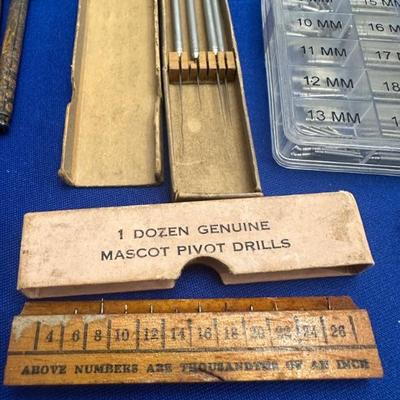 15 MM
10 MM
16
11 MM
17
12 MM
18
13 MM
1 DOZEN GENUINE
MASCOT PIVOT DRILLS
4 6 8 10 12 14 16 18 20 22 24 26
ABOVE NUMBERS ARE THOUSANDTHS OF AN INCH